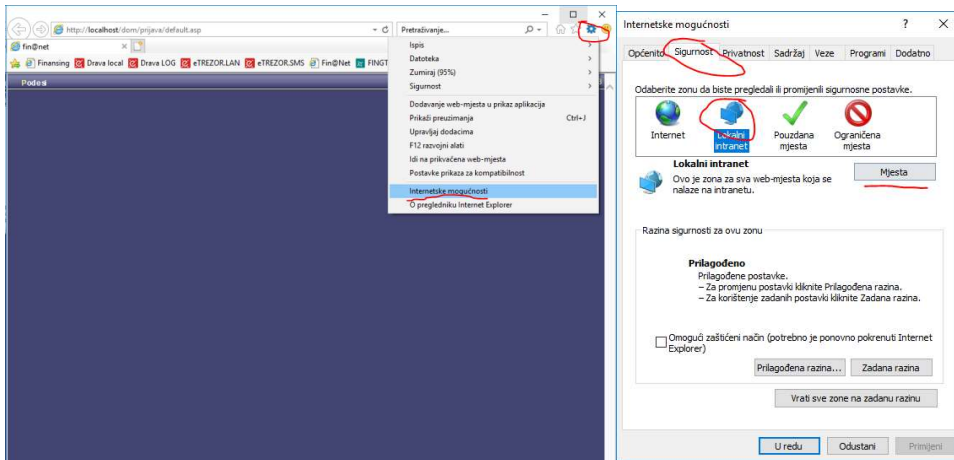 http://localhost/dom/prijava/default.asp
Pretraživanje...
fin@net
Finansing Drava local Drava LOG eTREZOR.LAN eTREZOR.SMS Fin@Net FINGT
Podesi
Ispis
Datoteka
Zumiraj (95%)
Sigurnost
Dodavanje web-mjesta u prikaz aplikacija
Prikaži preuzimanja Ctrl+J
Upravljaj dodacima
F12 razvojni alati
Idi na prikvačena web-mjesta
Postavke prikaza za kompatibilnost
Internetske mogućnosti
O pregledniku Internet Explorer
Internetske mogućnosti
Općenito Sigurnost Privatnost Sadržaj Veze Programi Dodatno
Odaberite zonu da biste pregledali ili promijenili sigurnosne postavke.
Internet Lokalni intranet Pouzdana mjesta Ograničena mjesta
Lokalni intranet
Ovo je zona za sva web-mjesta koja se
nalaze na intranetu.
Mjesta
Razina sigurnosti za ovu zonu
Prilagođeno
Prilagođene postavke.
– Za promjenu postavki kliknite Prilagođena razina.
– Za korištenje zadanih postavki kliknite Zadana razina.
Omogući zaštićeni način (potrebno je ponovno pokrenuti Internet
Explorer)
Prilagođena razina... Zadana razina
Vrati sve zone na zadanu razinu
U redu Odustani Primijeni